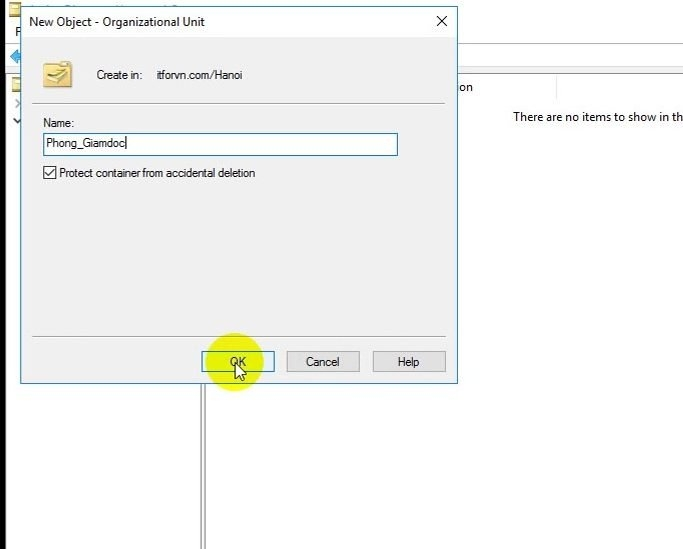 New Object - Organizational Unit
Create in: itforvn.com/Hanoi
Name:
Phong_Giamdoc
Protect container from accidental deletion
OK Cancel Help
There are no items to show in th